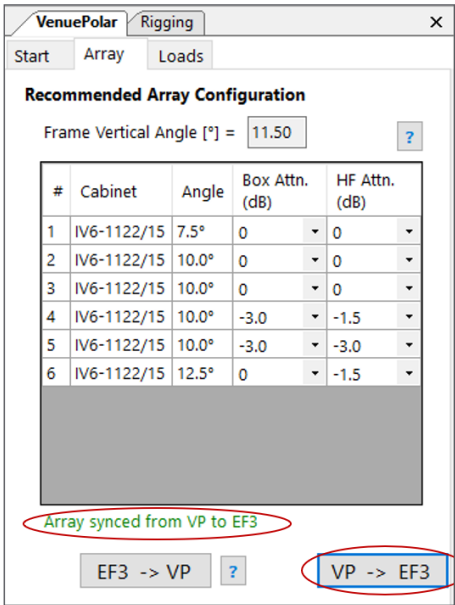 VenuePolar Rigging ×
Start Array Loads
Recommended Array Configuration
Frame Vertical Angle [°] = 11.50 ?
# Cabinet Angle Box Attn. (dB) HF Attn. (dB)
1 IV6-1122/15 7.5° 0 0
2 IV6-1122/15 10.0° 0 0
3 IV6-1122/15 10.0° 0 0
4 IV6-1122/15 10.0° -3.0 -1.5
5 IV6-1122/15 10.0° -3.0 -3.0
6 IV6-1122/15 12.5° 0 -1.5
Array synced from VP to EF3
EF3 -> VP ? VP -> EF3